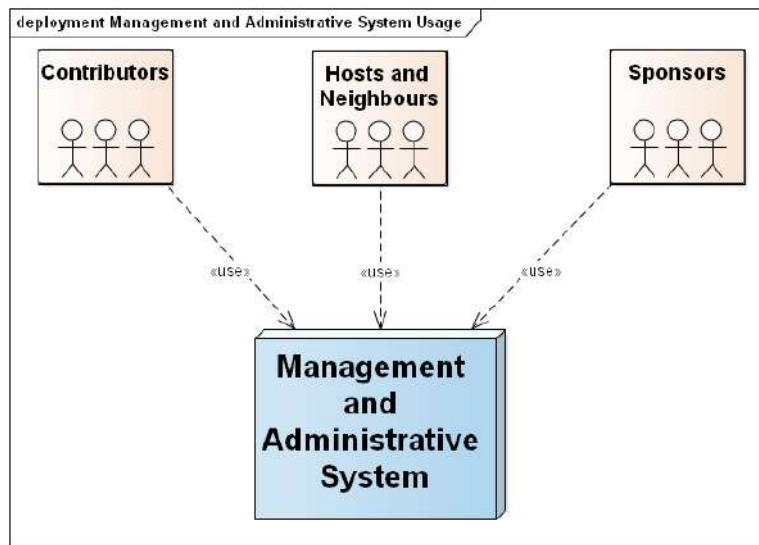 deployment Management and Administrative System Usage
Contributors
Hosts and
Neighbours
Sponsors
«use»
«use»
«use»
Management
and
Administrative
System